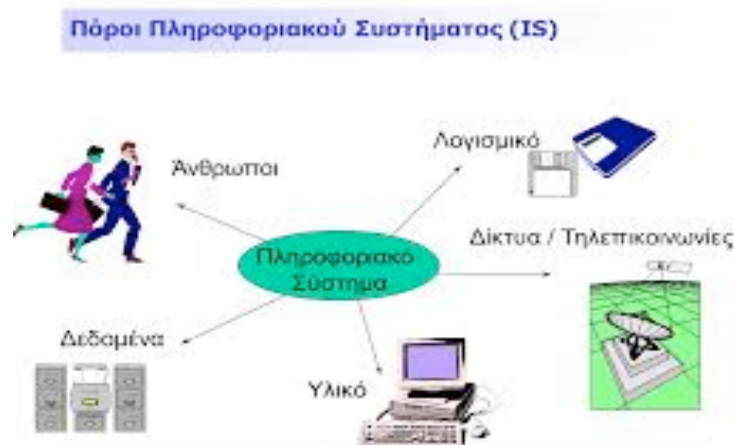 Πόροι Πληροφοριακού Συστήματος (IS)
Λογισμικό
Άνθρωποι
Δίκτυα / Τηλεπικοινωνίες
Πληροφοριακό
Σύστημα
Δεδομένα
Υλικό